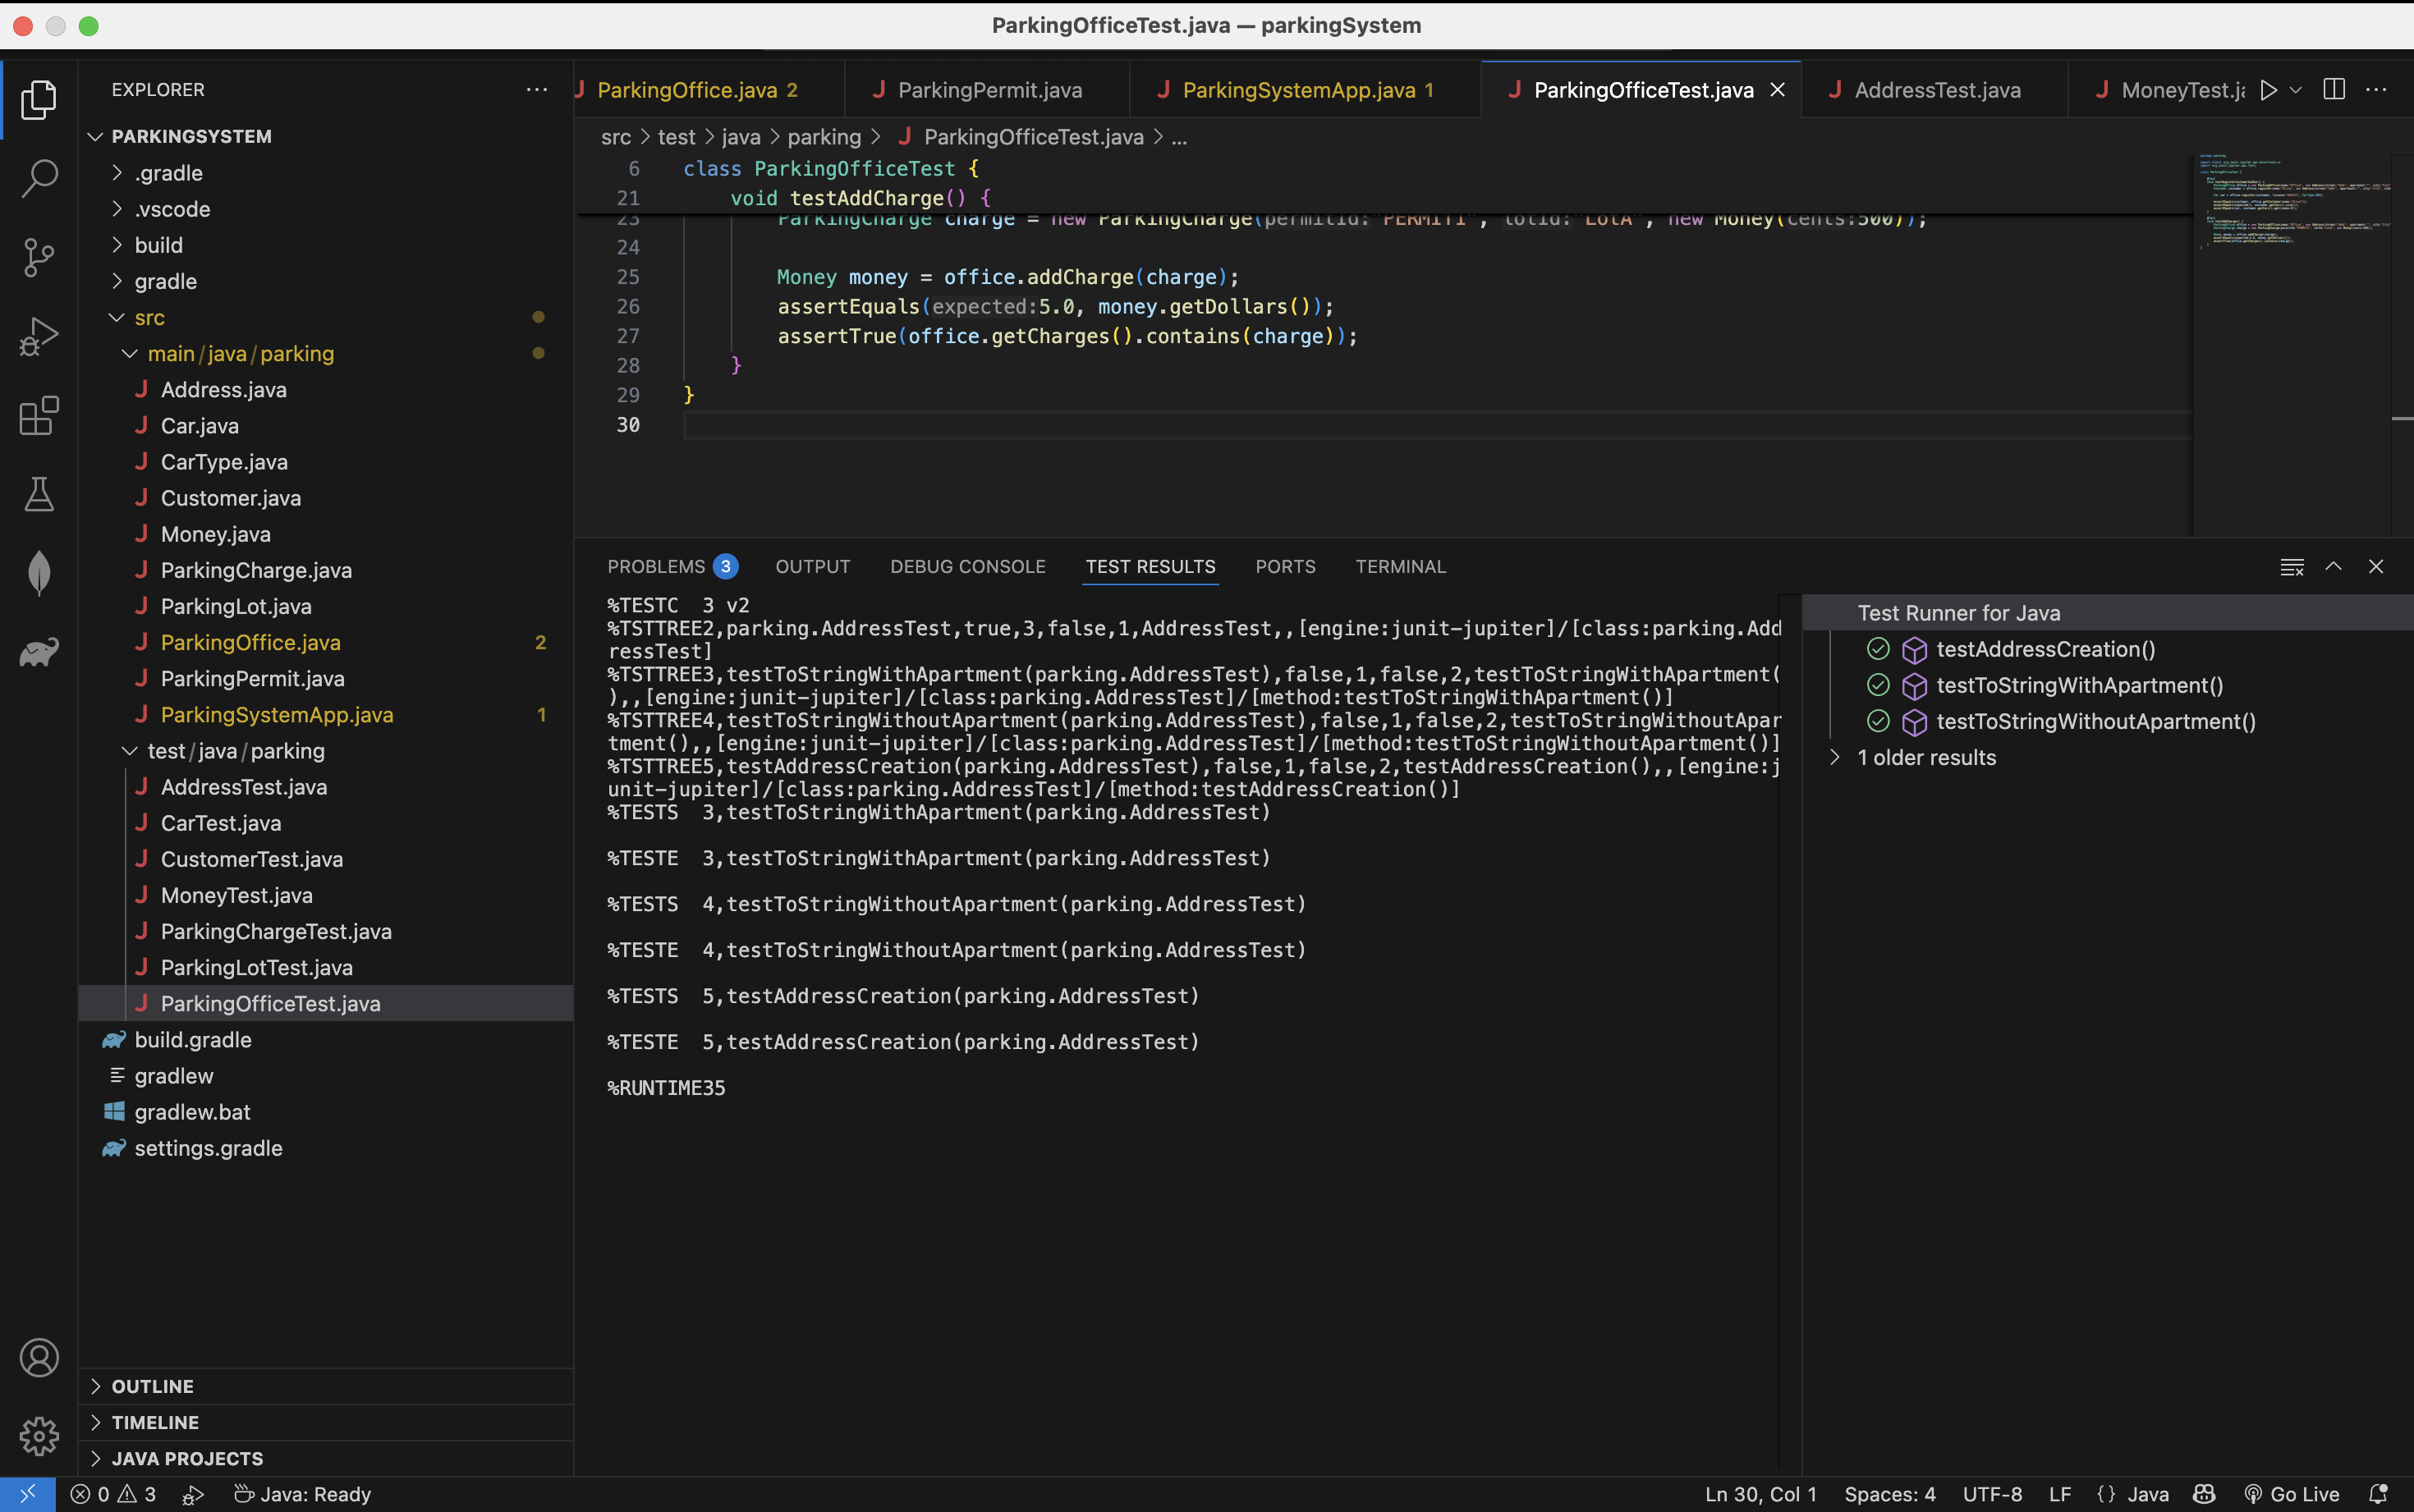 ParkingOfficeTest.java — parkingSystem
EXPLORER
PARKINGSYSTEM
.gradle
.vscode
build
gradle
src
main/java/parking
Address.java
Car.java
CarType.java
Customer.java
Money.java
ParkingCharge.java
ParkingLot.java
ParkingOffice.java 2
ParkingPermit.java
ParkingSystemApp.java 1
test/java/parking
AddressTest.java
CarTest.java
CustomerTest.java
MoneyTest.java
ParkingChargeTest.java
ParkingLotTest.java
ParkingOfficeTest.java
build.gradle
gradlew
gradlew.bat
settings.gradle
OUTLINE
TIMELINE
JAVA PROJECTS
ParkingOffice.java 2 ParkingPermit.java ParkingSystemApp.java 1 ParkingOfficeTest.java AddressTest.java MoneyTest.ja
src > test > java > parking > ParkingOfficeTest.java > ...
6 class ParkingOfficeTest {
21 void testAddCharge() {
23 ParkingCharge charge = new ParkingCharge(permitId:"PERMIT1", lotId:"LotA", new Money(cents:500));
24
25 Money money = office.addCharge(charge);
26 assertEquals(expected:5.0, money.getDollars());
27 assertTrue(office.getCharges().contains(charge));
28 }
29 }
30
PROBLEMS 3 OUTPUT DEBUG CONSOLE TEST RESULTS PORTS TERMINAL
%TESTC 3 v2
%TSTTREE2,parking.AddressTest,true,3,false,1,AddressTest,,[engine:junit-jupiter]/[class:parking.Add
ressTest]
%TSTTREE3,testToStringWithApartment(parking.AddressTest),false,1,false,2,testToStringWithApartment(
),,[engine:junit-jupiter]/[class:parking.AddressTest]/[method:testToStringWithApartment()]
%TSTTREE4,testToStringWithoutApartment(parking.AddressTest),false,1,false,2,testToStringWithoutApar
tment(),,[engine:junit-jupiter]/[class:parking.AddressTest]/[method:testToStringWithoutApartment()]
%TSTTREE5,testAddressCreation(parking.AddressTest),false,1,false,2,testAddressCreation(),,[engine:j
unit-jupiter]/[class:parking.AddressTest]/[method:testAddressCreation()]
%TESTS 3,testToStringWithApartment(parking.AddressTest)
%TESTE 3,testToStringWithApartment(parking.AddressTest)
%TESTS 4,testToStringWithoutApartment(parking.AddressTest)
%TESTE 4,testToStringWithoutApartment(parking.AddressTest)
%TESTS 5,testAddressCreation(parking.AddressTest)
%TESTE 5,testAddressCreation(parking.AddressTest)
%RUNTIME35
Test Runner for Java
testAddressCreation()
testToStringWithApartment()
testToStringWithoutApartment()
1 older results
0 3 Java: Ready Ln 30, Col 1 Spaces: 4 UTF-8 LF {} Java Go Live